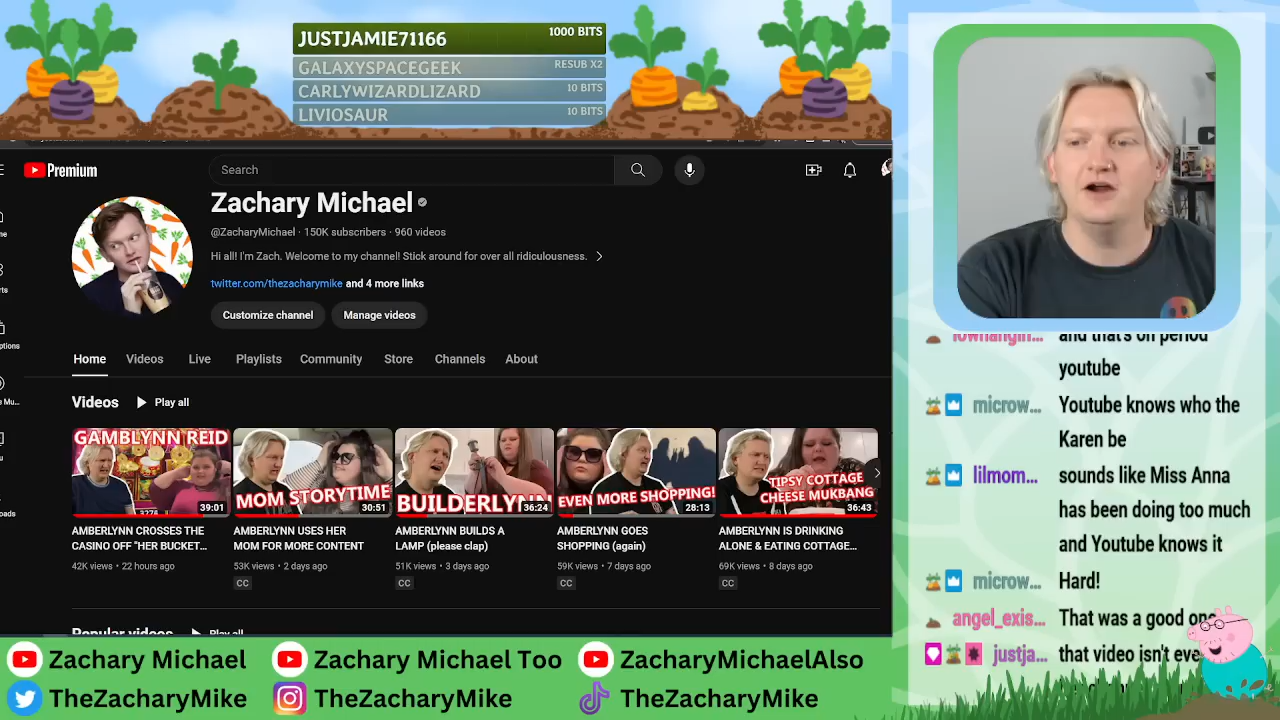 JUSTJAMIE71166 1000 BITS
GALAXYSPACEGEEK RESUB X2
CARLYWIZARDLIZARD 10 BITS
LIVIOSAUR 10 BITS
Premium
Search
Zachary Michael
@ZacharyMichael · 150K subscribers · 960 videos
Hi all! I'm Zach. Welcome to my channel! Stick around for over all ridiculousness.
twitter.com/thezacharymike and 4 more links
Customize channel Manage videos
Home Videos Live Playlists Community Store Channels About
Videos Play all
GAMBLYNN REID
39:01
AMBERLYNN CROSSES THE
CASINO OFF "HER BUCKET...
42K views · 22 hours ago
MOM STORYTIME
30:51
AMBERLYNN USES HER
MOM FOR MORE CONTENT
53K views · 2 days ago
CC
BUILDERLYNN
36:24
AMBERLYNN BUILDS A
LAMP (please clap)
51K views · 3 days ago
CC
EVEN MORE SHOPPING!
28:13
AMBERLYNN GOES
SHOPPING (again)
59K views · 7 days ago
CC
TIPSY COTTAGE
CHEESE MUKBANG
36:43
AMBERLYNN IS DRINKING
ALONE & EATING COTTAGE...
69K views · 8 days ago
CC
Popular videos Play all
lownangin... and that's on period
youtube
microw... Youtube knows who the
Karen be
lilmom... sounds like Miss Anna
has been doing too much
and Youtube knows it
microw... Hard!
angel_exis... That was a good one
justja... that video isn't eve
Zachary Michael Zachary Michael Too ZacharyMichaelAlso
TheZacharyMike TheZacharyMike TheZacharyMike